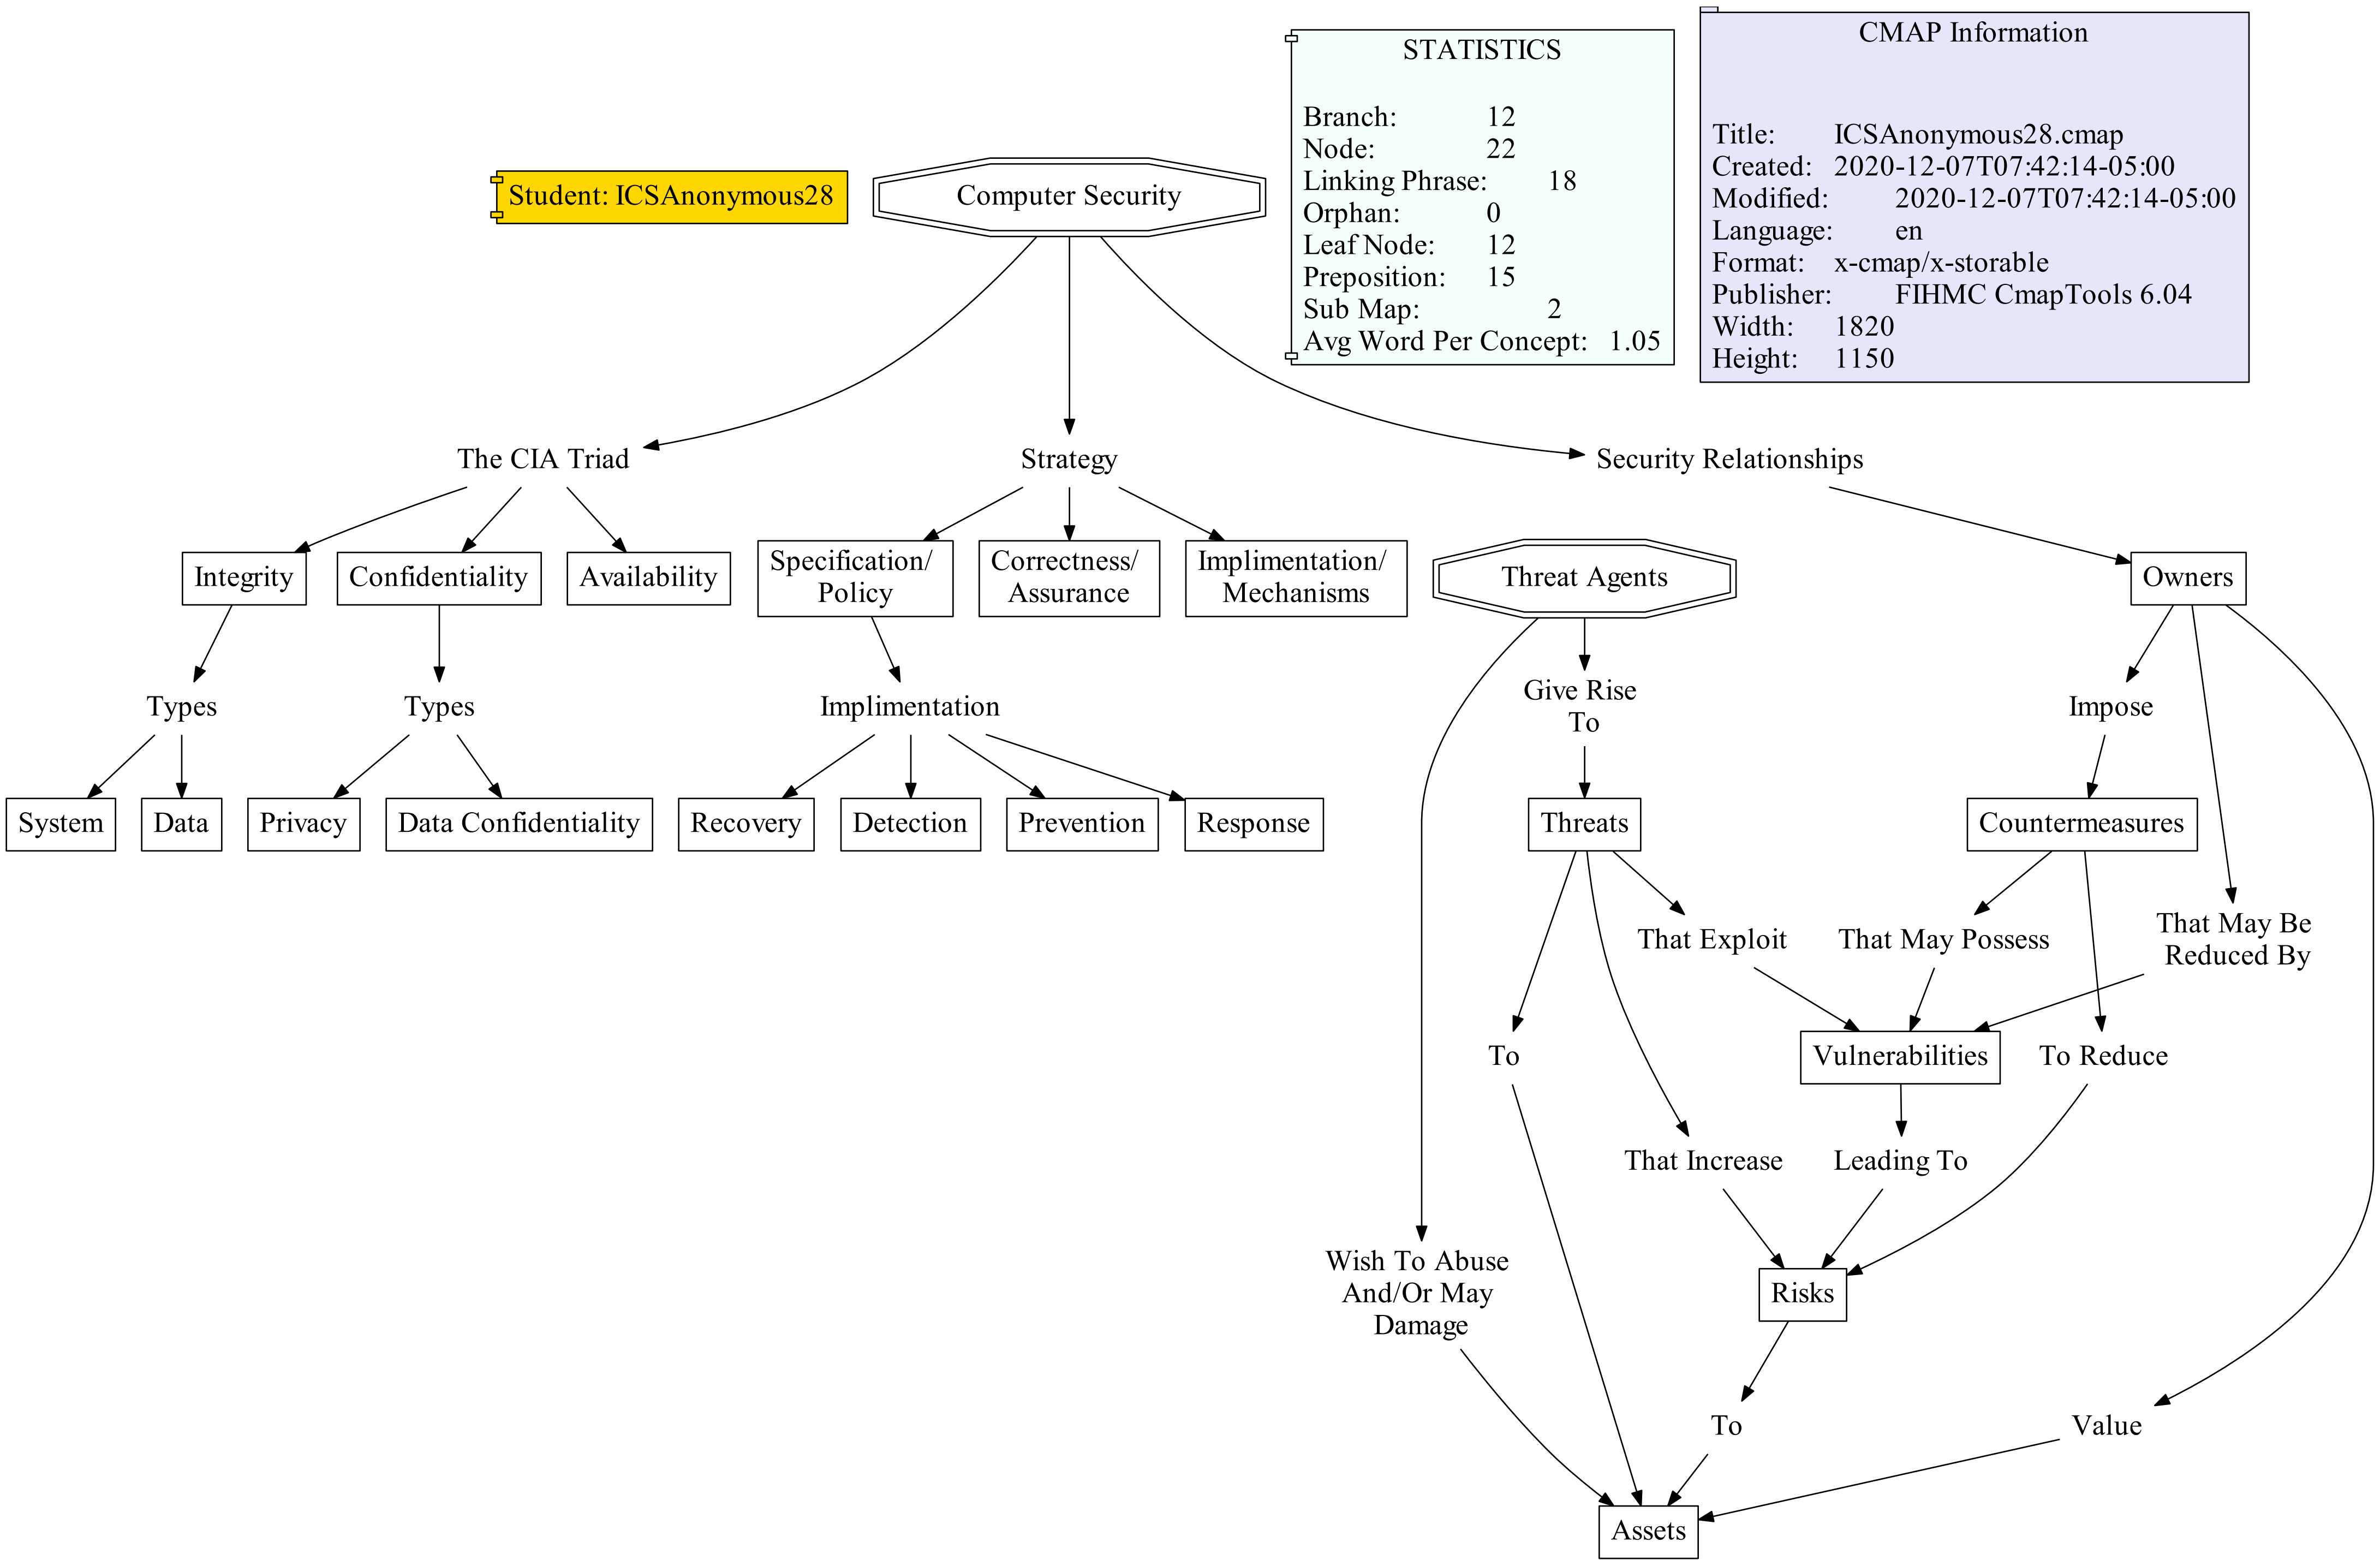 STATISTICS
Branch: 12
Node: 22
Linking Phrase: 18
Orphan: 0
Leaf Node: 12
Preposition: 15
Sub Map: 2
Avg Word Per Concept: 1.05
CMAP Information
Title: ICSAnonymous28.cmap
Created: 2020-12-07T07:42:14-05:00
Modified: 2020-12-07T07:42:14-05:00
Language: en
Format: x-cmap/x-storable
Publisher: FIHMC CmapTools 6.04
Width: 1820
Height: 1150
Student: ICSAnonymous28
Computer Security
The CIA Triad
Strategy
Security Relationships
Integrity
Confidentiality
Availability
Specification/
Policy
Correctness/
Assurance
Implimentation/
Mechanisms
Threat Agents
Owners
Types
Types
Implimentation
Give Rise
To
Impose
System
Data
Privacy
Data Confidentiality
Recovery
Detection
Prevention
Response
Threats
Countermeasures
That Exploit
That May Possess
That May Be
Reduced By
To
Vulnerabilities
To Reduce
That Increase
Leading To
Wish To Abuse
And/Or May
Damage
Risks
To
Value
Assets